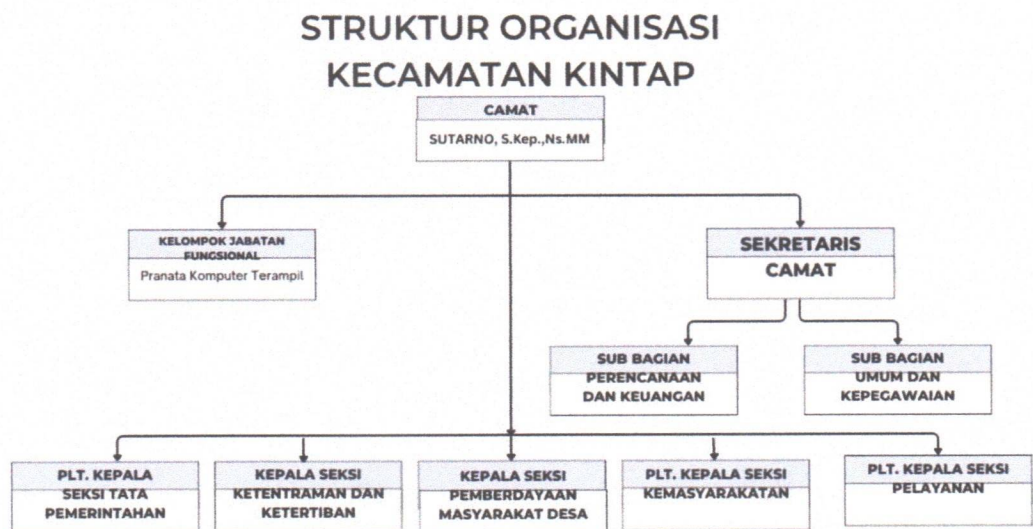 STRUKTUR ORGANISASI
KECAMATAN KINTAP
CAMAT
SUTARNO, S.Kep.,Ns.MM
KELOMPOK JABATAN
FUNGSIONAL
Pranata Komputer Terampil
SEKRETARIS
CAMAT
SUB BAGIAN
PERENCANAAN
DAN KEUANGAN
SUB BAGIAN
UMUM DAN
KEPEGAWAIAN
PLT. KEPALA
SEKSI TATA
PEMERINTAHAN
KEPALA SEKSI
KETENTRAMAN DAN
KETERTIBAN
KEPALA SEKSI
PEMBERDAYAAN
MASYARAKAT DESA
PLT. KEPALA SEKSI
KEMASYARAKATAN
PLT. KEPALA SEKSI
PELAYANAN